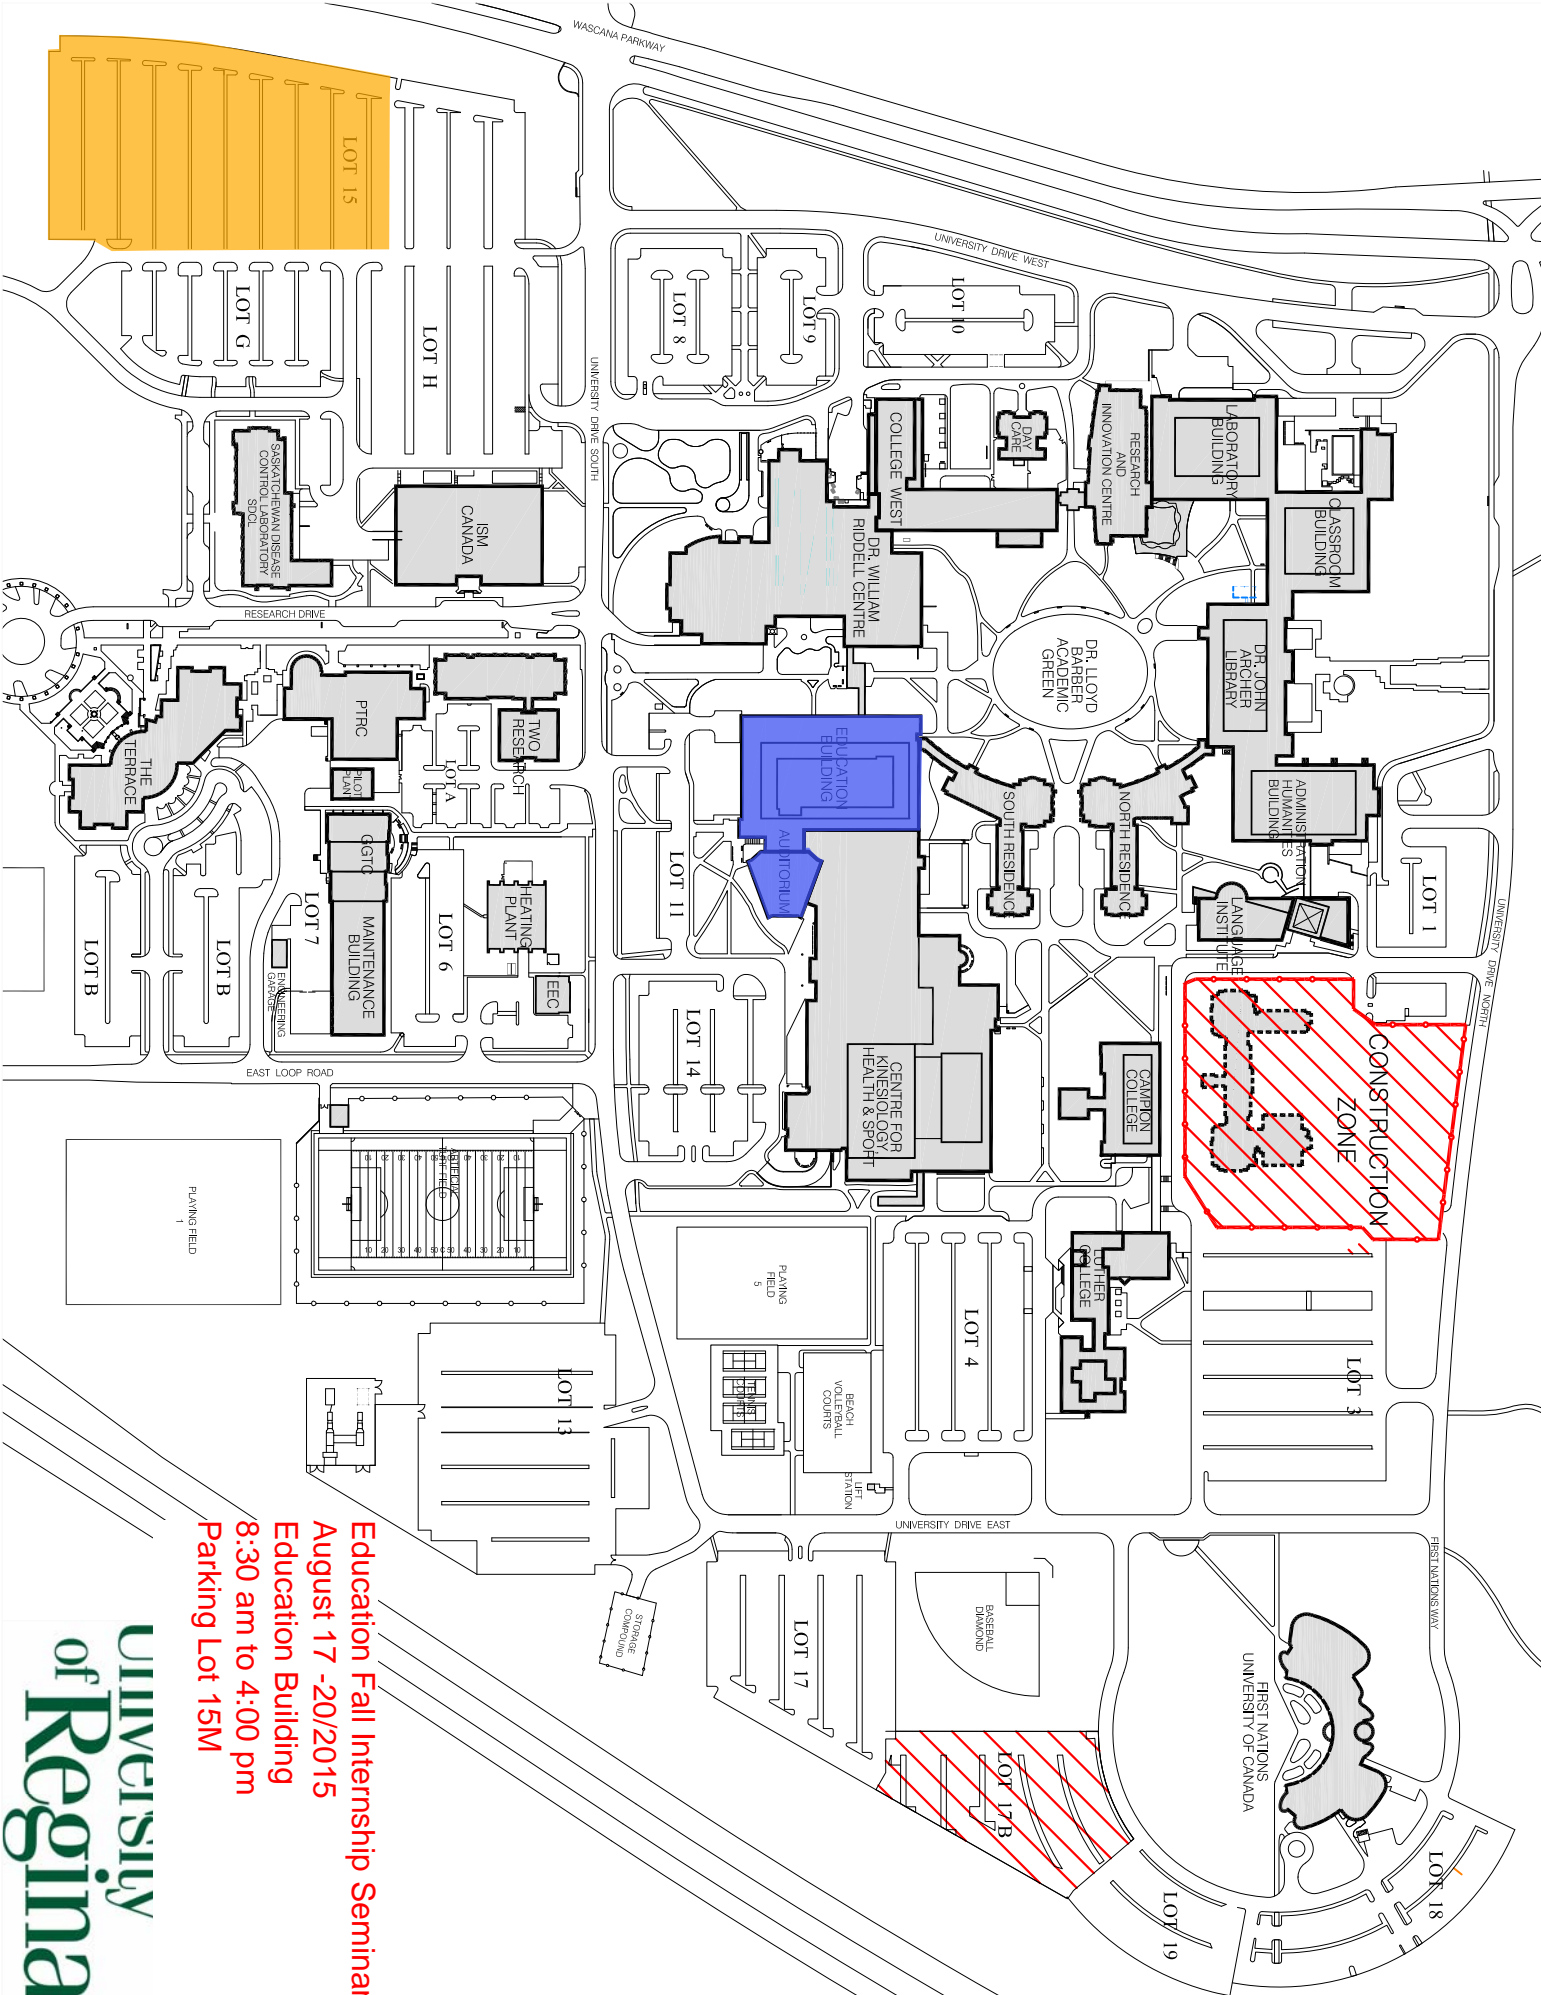 WASCANA PARKWAY
UNIVERSITY DRIVE NORTH
FIRST NATIONS WAY
LOT 1
CONSTRUCTION
ZONE
LOT 3
LOT 18
CLASSROOM
BUILDING
LABORATORY
BUILDING
DR. JOHN
ARCHER
LIBRARY
ADMINISTRATION
HUMANITIES
BUILDING
LANGUAGE
INSTITUTE
FIRST NATIONS
UNIVERSITY OF CANADA
LOT 19
RESEARCH
AND
INNOVATION CENTRE
NORTH RESIDENCE
CAMPION
COLLEGE
LUTHER
COLLEGE
UNIVERSITY DRIVE WEST
LOT 10
DAY
CARE
DR. LLOYD
BARBER
ACADEMIC
GREEN
SOUTH RESIDENCE
LOT 4
UNIVERSITY DRIVE EAST
BASEBALL
DIAMOND
LOT 17B
COLLEGE WEST
DR. WILLIAM
RIDDELL CENTRE
CENTRE FOR
KINESIOLOGY,
HEALTH & SPORT
LIFT
STATION
LOT 9
EDUCATION
BUILDING
AUDITORIUM
BEACH
VOLLEYBALL
COURTS
PLAYING
FIELD
5
TENNIS
COURTS
LOT 17
LOT 8
LOT 11
LOT 14
STORAGE
COMPOUND
UNIVERSITY DRIVE SOUTH
LOT 13
TWO
RESEARCH
HEATING
PLANT
EEC
ISM
CANADA
LOT H
LOT A
LOT 6
ARTIFICIAL
TURF FIELD
LOT 15
PTRC
PILOT
PLANT
GGTC
MAINTENANCE
BUILDING
LOT 7
ENGINEERING
GARAGE
EAST LOOP ROAD
RESEARCH DRIVE
LOT G
SASKATCHEWAN DISEASE
CONTROL LABORATORY
SDCL
LOT B
LOT B
PLAYING FIELD
1
THE
TERRACE
Education Fall Internship Seminar
August 17 -20/2015
Education Building
8:30 am to 4:00 pm
Parking Lot 15M
University
of Regina